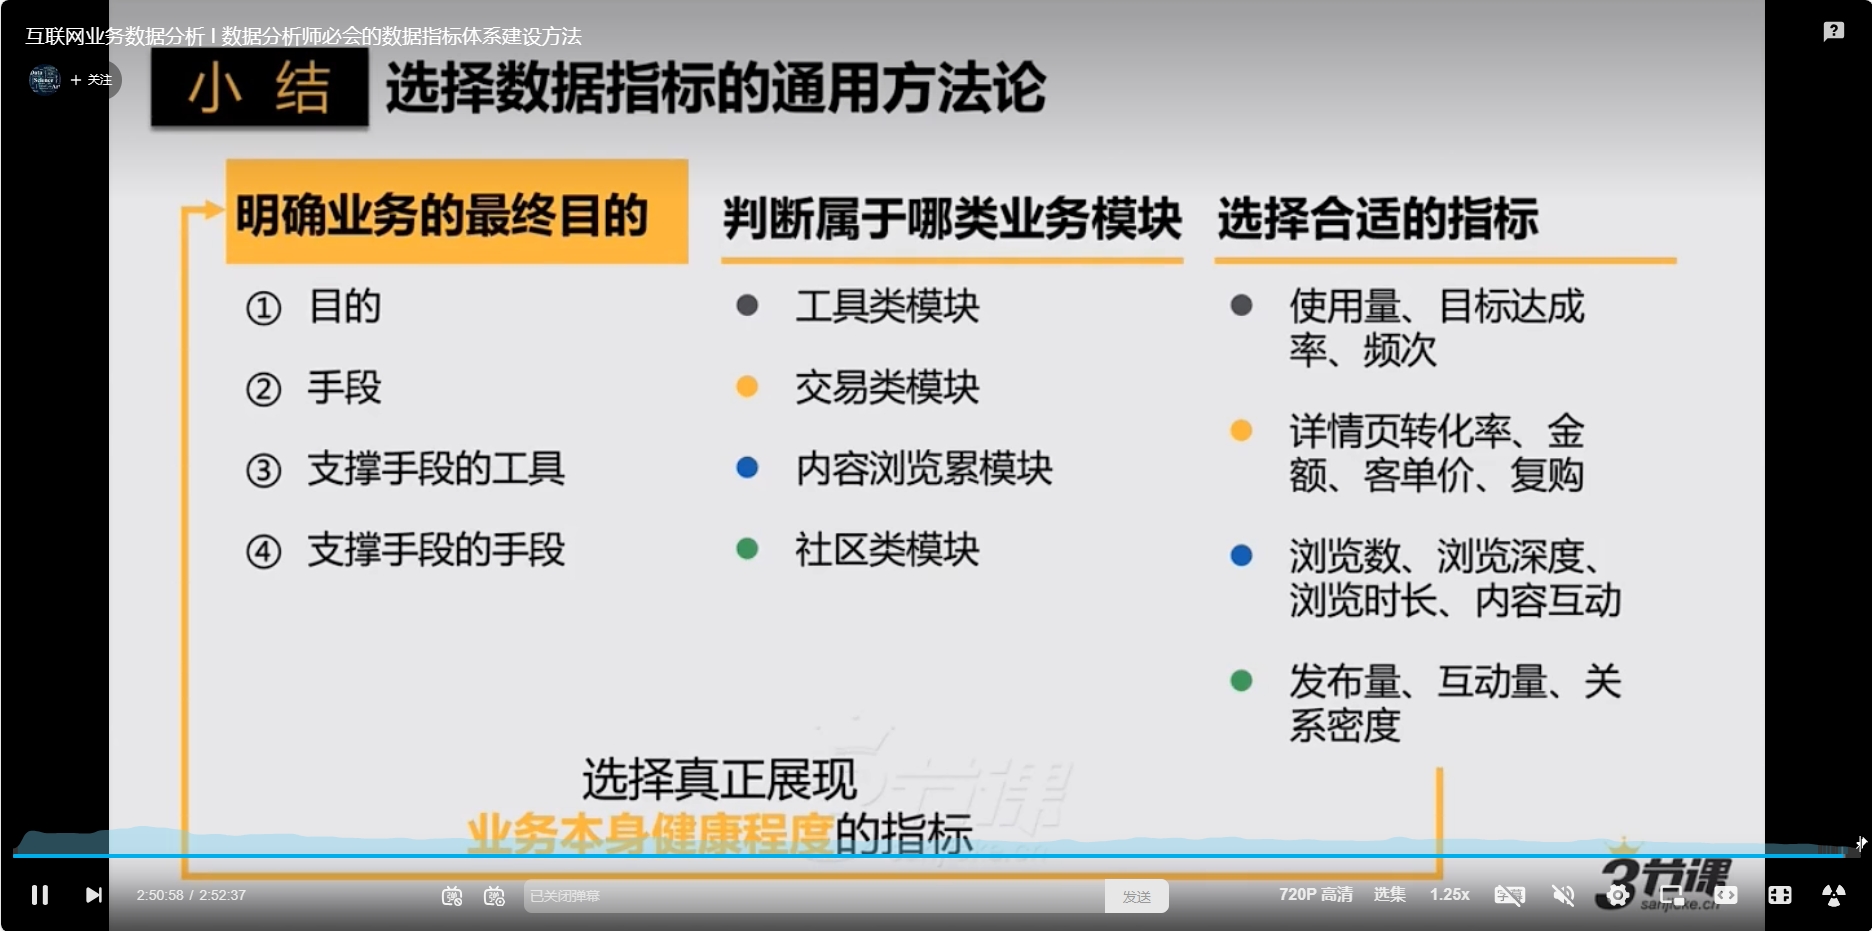 互联网业务数据分析 | 数据分析师必会的数据指标体系建设方法
+ 关注
小 结
选择数据指标的通用方法论
明确业务的最终目的
① 目的
② 手段
③ 支撑手段的工具
④ 支撑手段的手段
判断属于哪类业务模块
工具类模块
交易类模块
内容浏览累模块
社区类模块
选择合适的指标
使用量、目标达成
率、频次
详情页转化率、金
额、客单价、复购
浏览数、浏览深度、
浏览时长、内容互动
发布量、互动量、关
系密度
选择真正展现
业务本身健康程度的指标
3节课
sanjieke.cn
3节课
sanjieke.cn
2:50:58 / 2:52:37
已关闭弹幕
发送
720P 高清
选集
1.25x